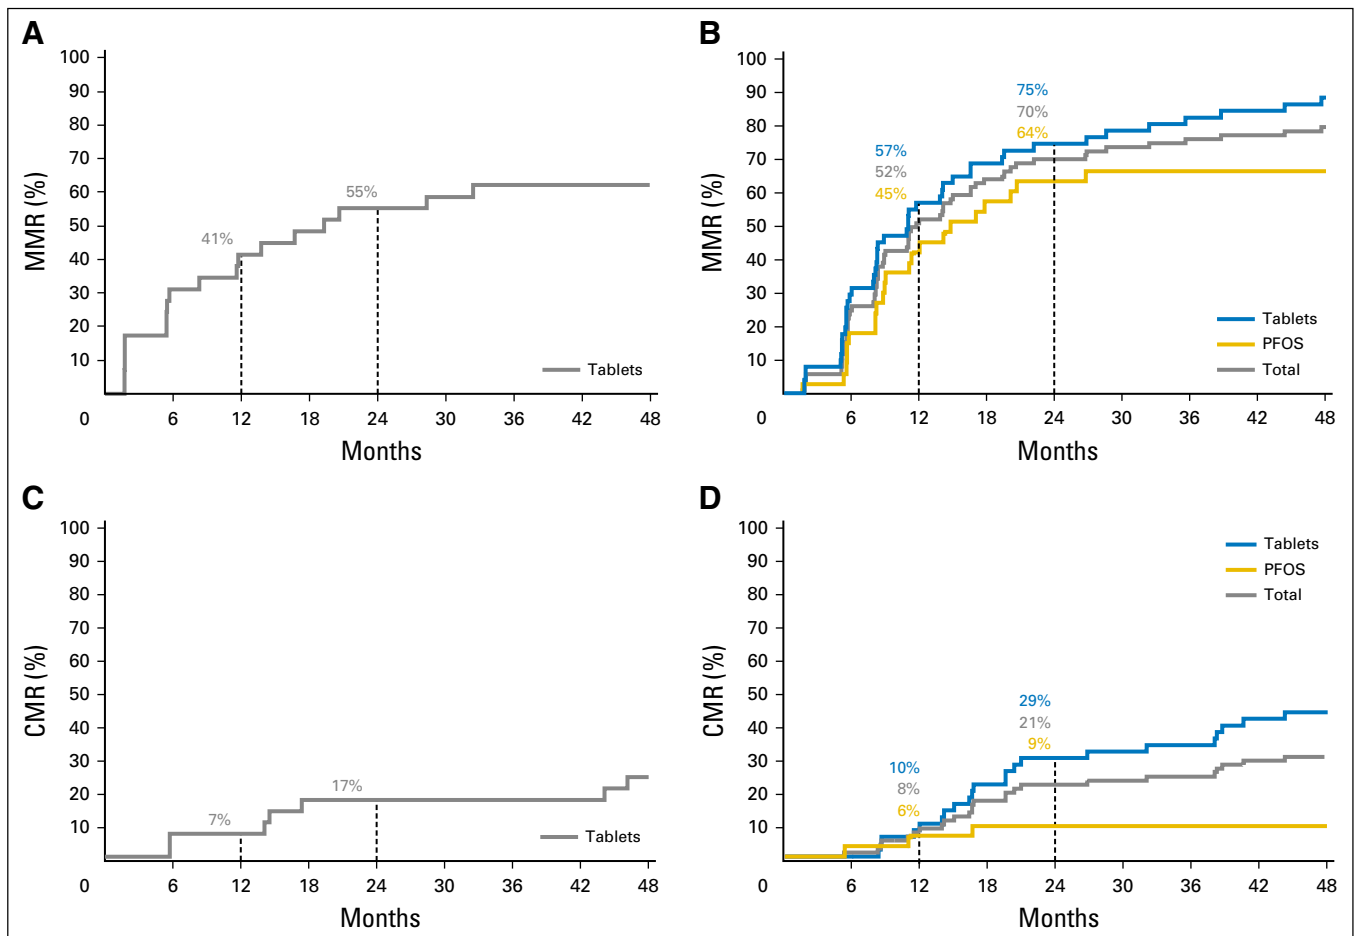 A
100
90
80
70
60
50
40
30
20
10
0
MMR (%)
41%
55%
Tablets
6 12 18 24 30 36 42 48
Months
B
100
90
80
70
60
50
40
30
20
10
0
MMR (%)
57%
52%
45%
75%
70%
64%
Tablets
PFOS
Total
6 12 18 24 30 36 42 48
Months
C
100
90
80
70
60
50
40
30
20
10
0
CMR (%)
7%
17%
Tablets
6 12 18 24 30 36 42 48
Months
D
100
90
80
70
60
50
40
30
20
10
0
CMR (%)
Tablets
PFOS
Total
10%
8%
6%
29%
21%
9%
6 12 18 24 30 36 42 48
Months